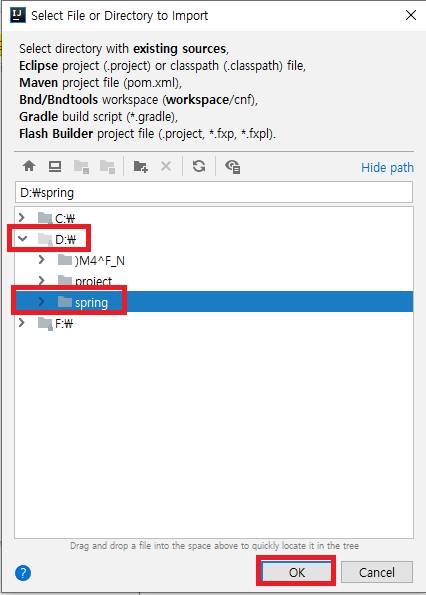 IJ
Select File or Directory to Import
Select directory with existing sources,
Eclipse project (.project) or classpath (.classpath) file,
Maven project file (pom.xml),
Bnd/Bndtools workspace (workspace/cnf),
Gradle build script (*.gradle),
Flash Builder project file (.project, *.fxp, *.fxpl).
Hide path
D:₩spring
C:₩
D:₩
)M4^F_N
project
spring
F:₩
Drag and drop a file into the space above to quickly locate it in the tree
?
OK
Cancel